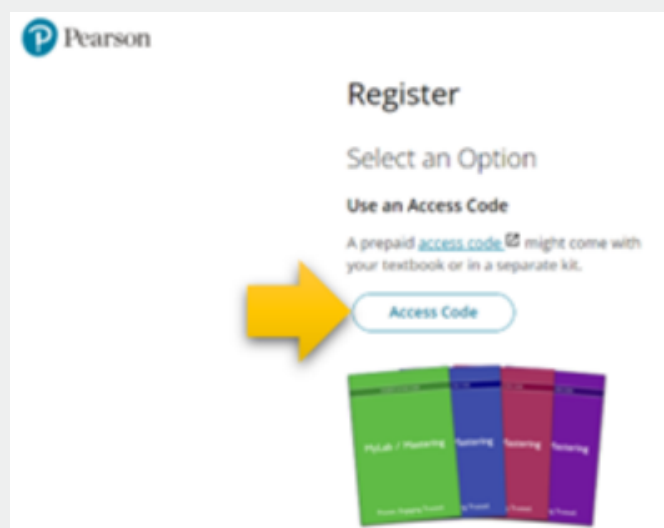 Pearson
Register
Select an Option
Use an Access Code
A prepaid access code might come with
your textbook or in a separate kit.
Access Code
MyLab / Mastering
Mastering
Mastering
Mastering